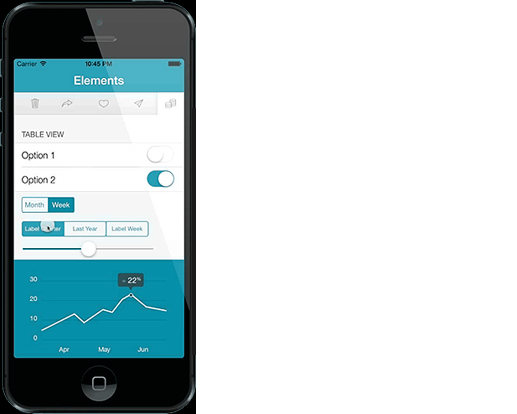 Carrier 10:45 PM
Elements
TABLE VIEW
Option 1
Option 2
Month Week
Label Last Year Label Week
30
20
10
0
22%
Apr May Jun